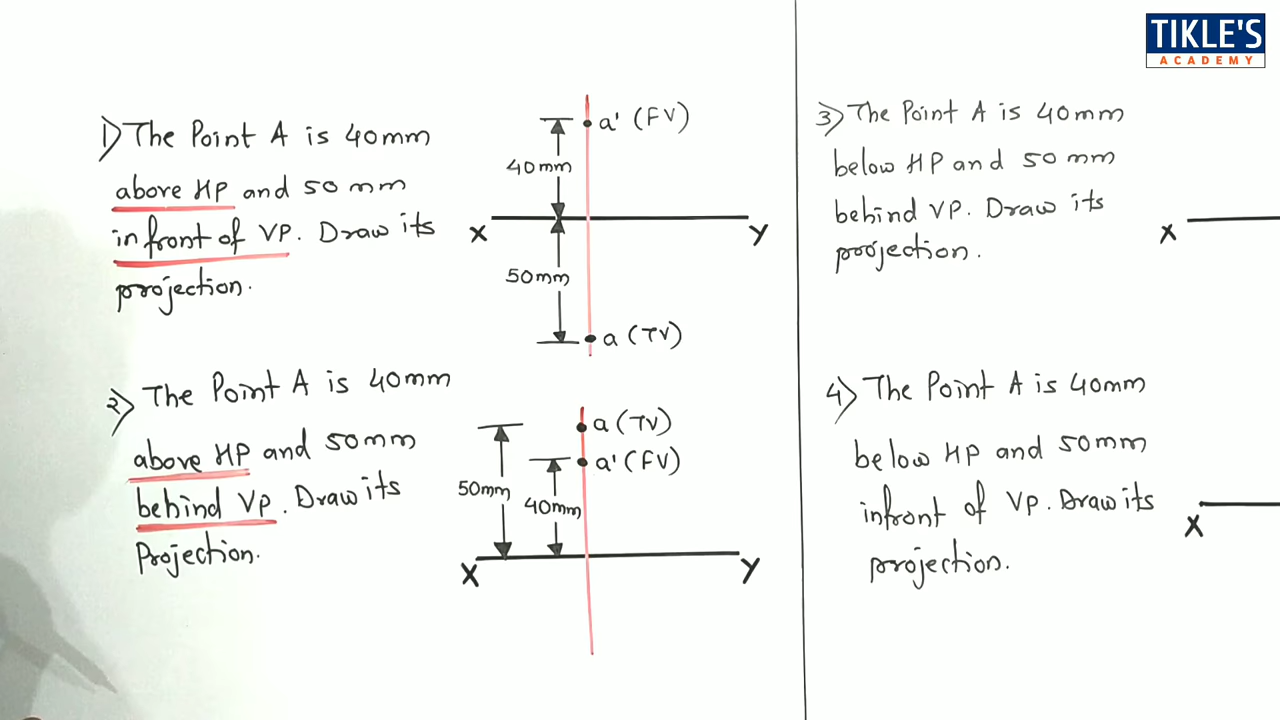 TIKLE'S
ACADEMY
1) The Point A is 40mm
above HP and 50 mm
infront of VP. Draw its
projection.
a' (FV)
40mm
X
Y
50mm
a (TV)
2) The Point A is 40mm
above HP and 50mm
behind VP. Draw its
Projection.
a (TV)
a' (FV)
50mm
40mm
X
Y
3) The Point A is 40mm
below HP and 50 mm
behind VP. Draw its
projection.
X
4) The Point A is 40mm
below HP and 50mm
infront of VP. Draw its
projection.
X